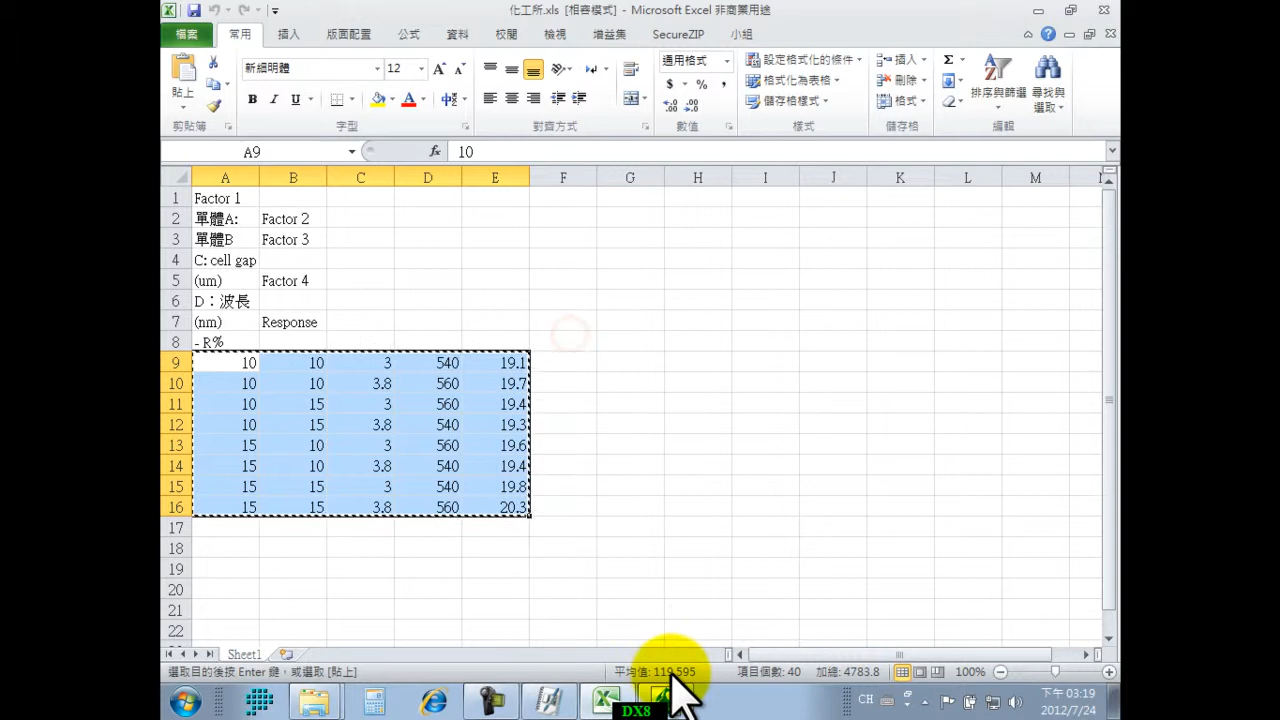 化工所.xls [相容模式] - Microsoft Excel 非商業用途
檔案 常用 插入 版面配置 公式 資料 校閱 檢視 增益集 SecureZIP 小組
貼上 新細明體 12 B I U 通用格式 $ % , 設定格式化的條件 格式化為表格 儲存格樣式 插入 刪除 格式 排序與篩選 尋找與選取
剪貼簿 字型 對齊方式 數值 樣式 儲存格 編輯
A9 fx 10
A B C D E F G H I J K L M
1 Factor 1
2 單體A: Factor 2
3 單體B Factor 3
4 C: cell gap
5 (um) Factor 4
6 D：波長
7 (nm) Response
8 - R%
9 10 10 3 540 19.1
10 10 10 3.8 560 19.7
11 10 15 3 560 19.4
12 10 15 3.8 540 19.3
13 15 10 3 560 19.6
14 15 10 3.8 540 19.4
15 15 15 3 540 19.8
16 15 15 3.8 560 20.3
17
18
19
20
21
22
Sheet1
選取目的後按 Enter 鍵，或選取 [貼上] 平均值: 119.595 項目個數: 40 加總: 4783.8 100%
DX8 CH 下午 03:19
2012/7/24